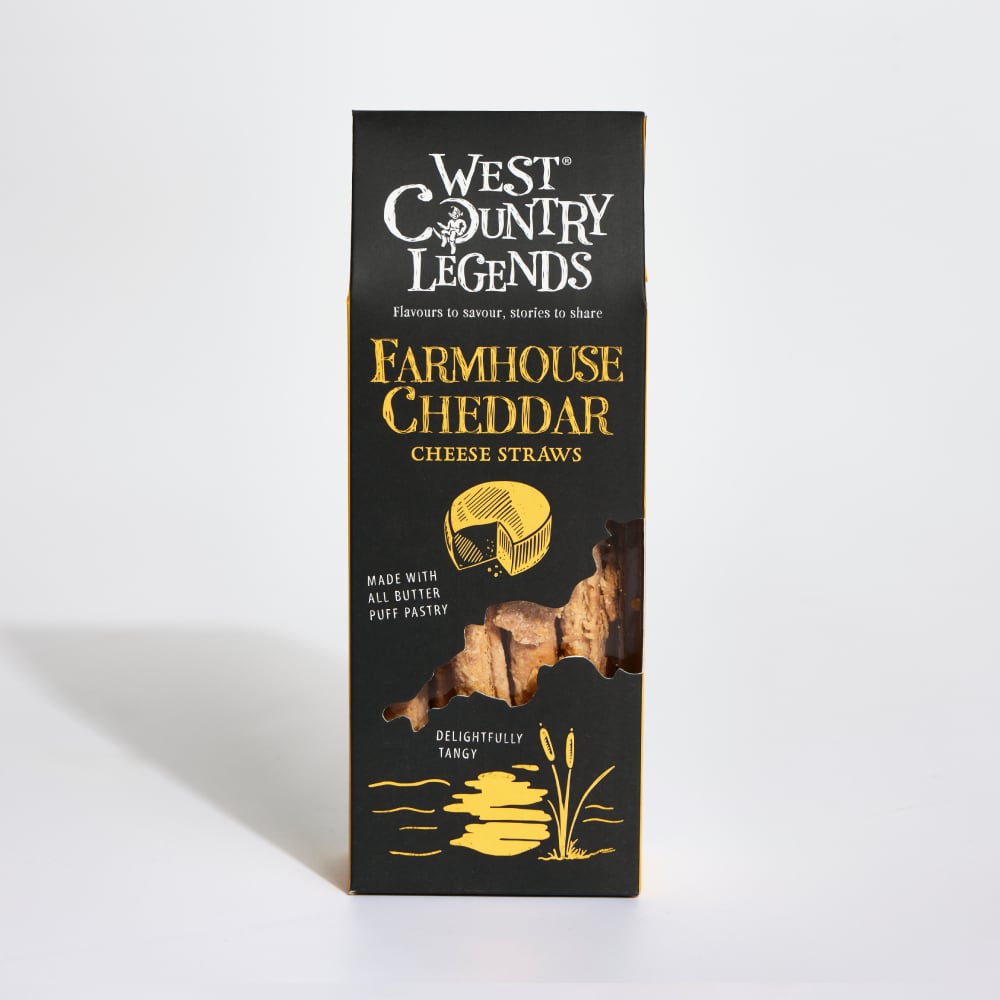 WEST®
COUNTRY
LEGENDS
Flavours to savour, stories to share
FARMHOUSE
CHEDDAR
CHEESE STRAWS
MADE WITH
ALL BUTTER
PUFF PASTRY
DELIGHTFULLY
TANGY